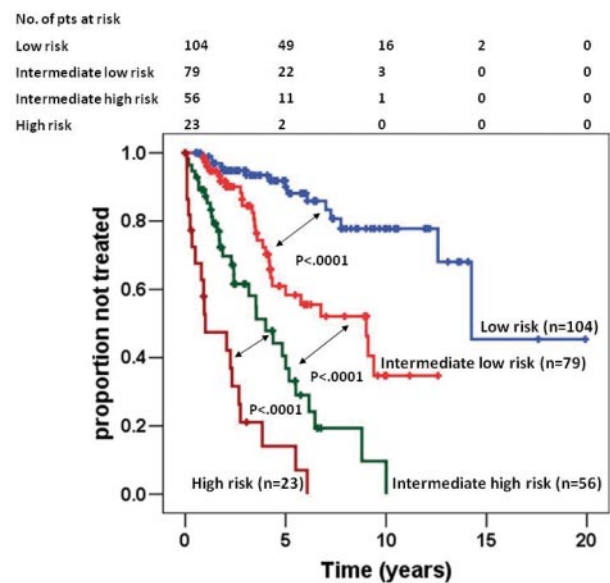 No. of pts at risk
Low risk 104 49 16 2 0
Intermediate low risk 79 22 3 0 0
Intermediate high risk 56 11 1 0 0
High risk 23 2 0 0 0
proportion not treated
1.0
0.8
0.6
0.4
0.2
0.0
P<.0001
Low risk (n=104)
Intermediate low risk (n=79)
P<.0001
P<.0001
High risk (n=23)
Intermediate high risk (n=56)
0 5 10 15 20
Time (years)